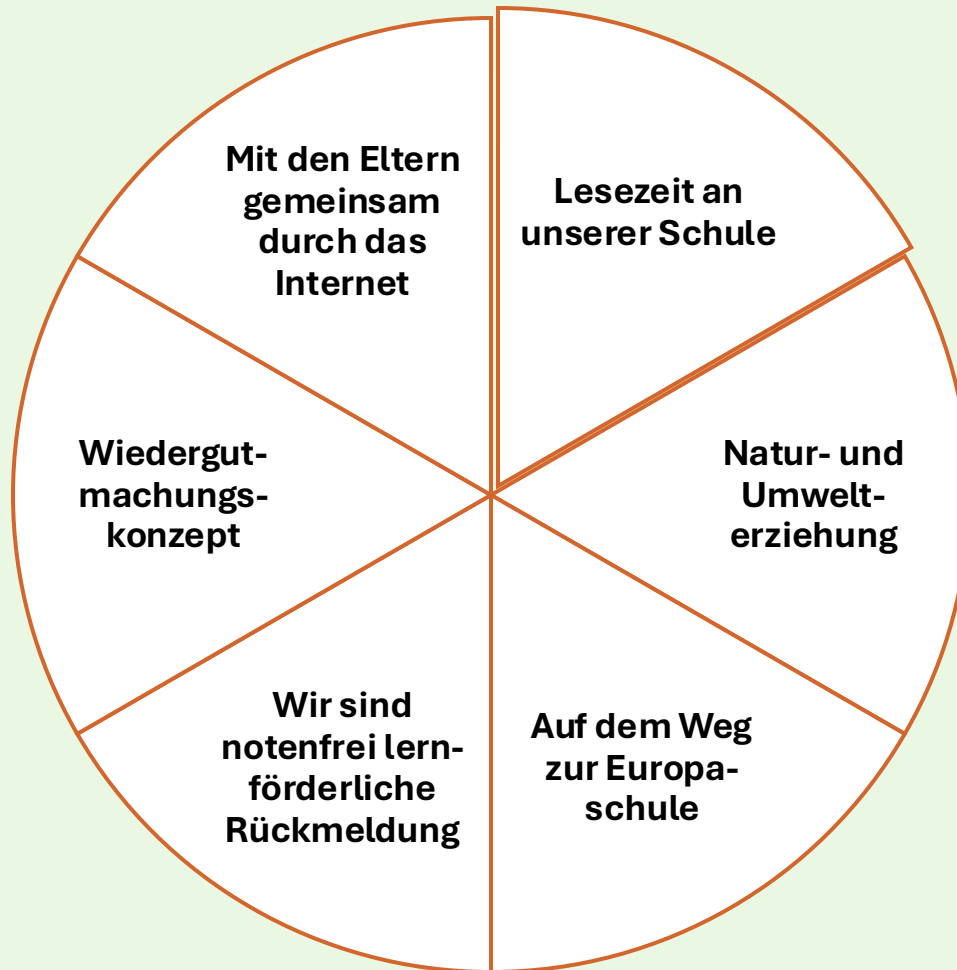 Mit den Eltern
gemeinsam
durch das
Internet
Lesezeit an
unserer Schule
Wiedergut-
machungs-
konzept
Natur- und
Umwelt-
erziehung
Wir sind
notenfrei lern-
förderliche
Rückmeldung
Auf dem Weg
zur Europa-
schule